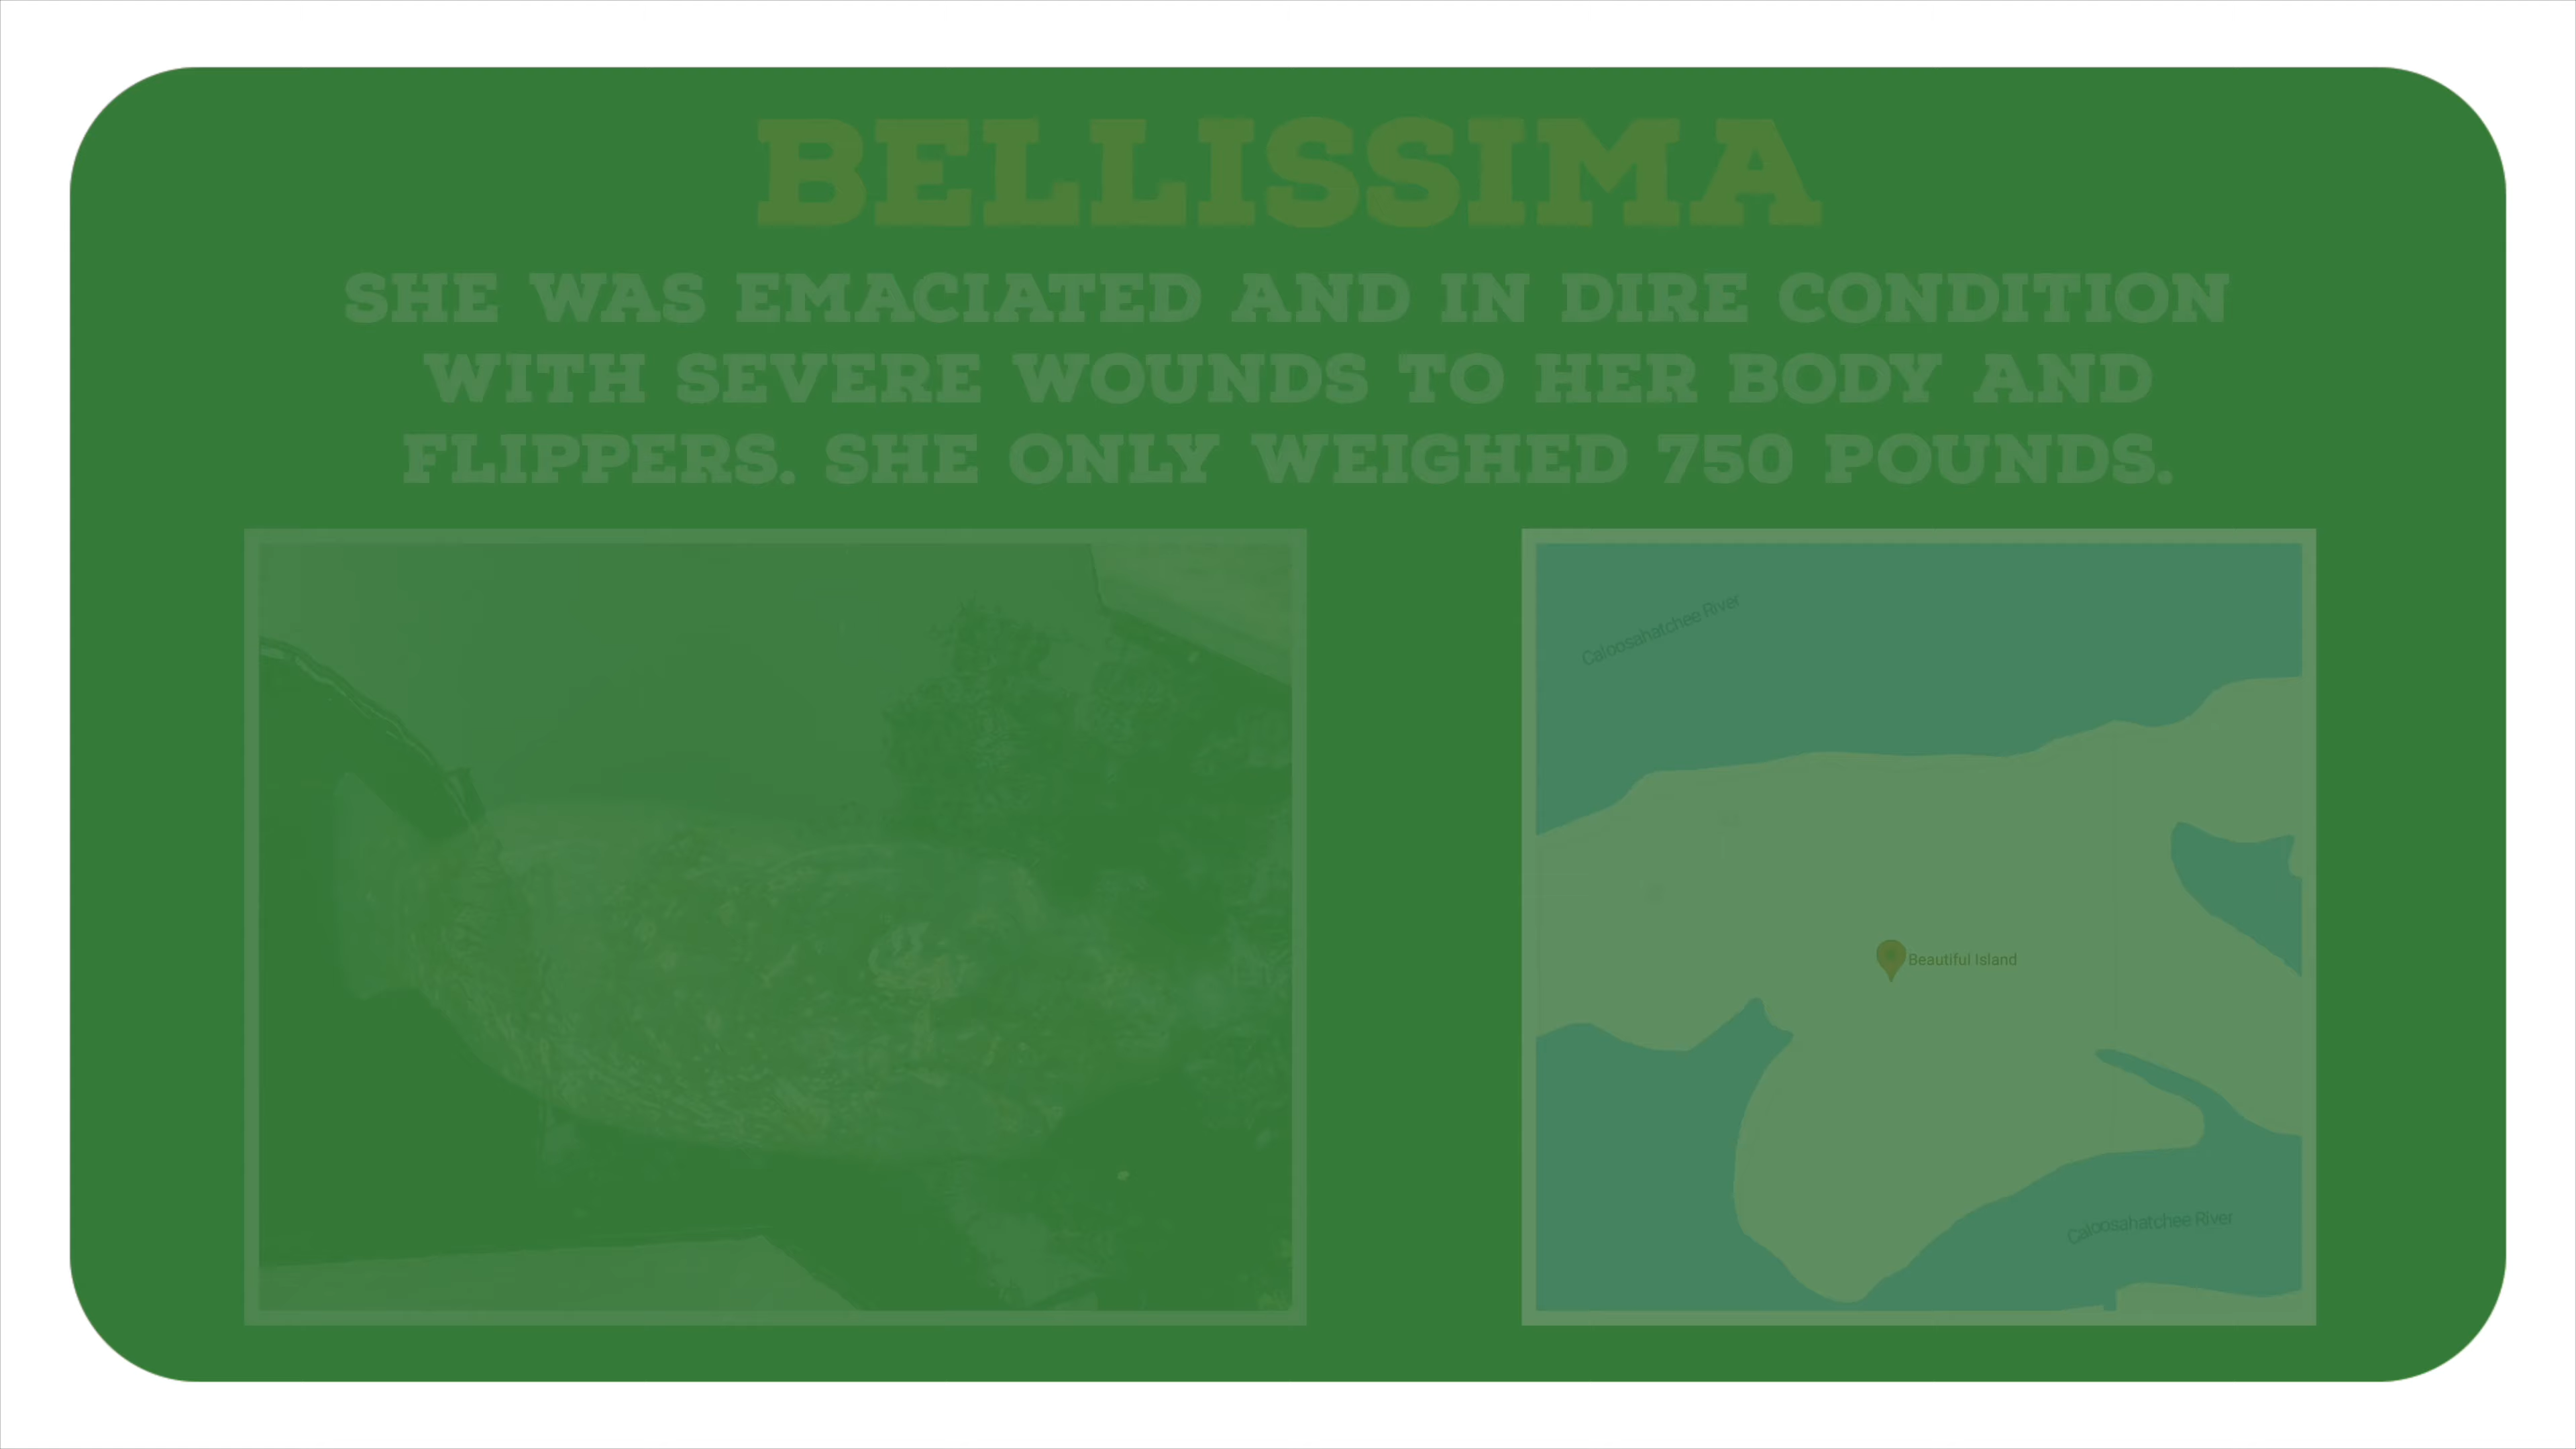 BELLISSIMA
SHE WAS EMACIATED AND IN DIRE CONDITION
WITH SEVERE WOUNDS TO HER BODY AND
FLIPPERS. SHE ONLY WEIGHED 750 POUNDS.
Caloosahatchee River
Beautiful Island
Caloosahatchee River